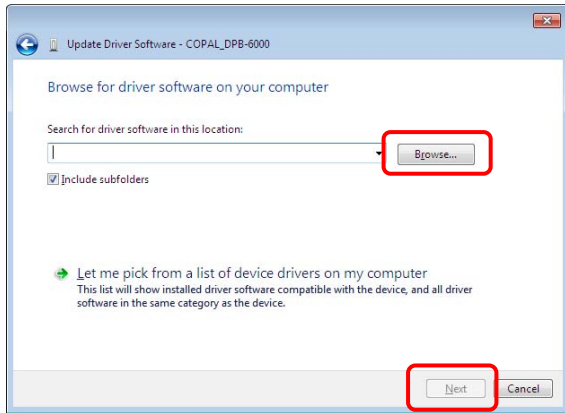 Update Driver Software - COPAL_DPB-6000
Browse for driver software on your computer
Search for driver software in this location:
Browse...
Include subfolders
Let me pick from a list of device drivers on my computer
This list will show installed driver software compatible with the device, and all driver
software in the same category as the device.
Next Cancel